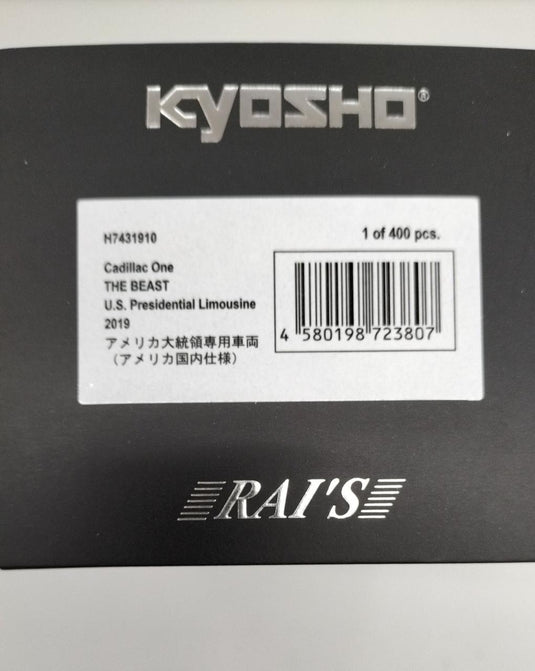 KYOSHO®
H7431910
1 of 400 pcs.
Cadillac One
THE BEAST
U.S. Presidential Limousine
2019
アメリカ大統領専用車両
（アメリカ国内仕様）
4 580198 723807
RAI'S